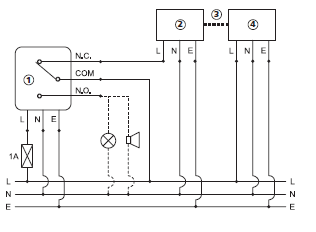 ③
② ④
N.C. L N E L N E
① COM
N.O.
L N E
1A
L L
N N
E E